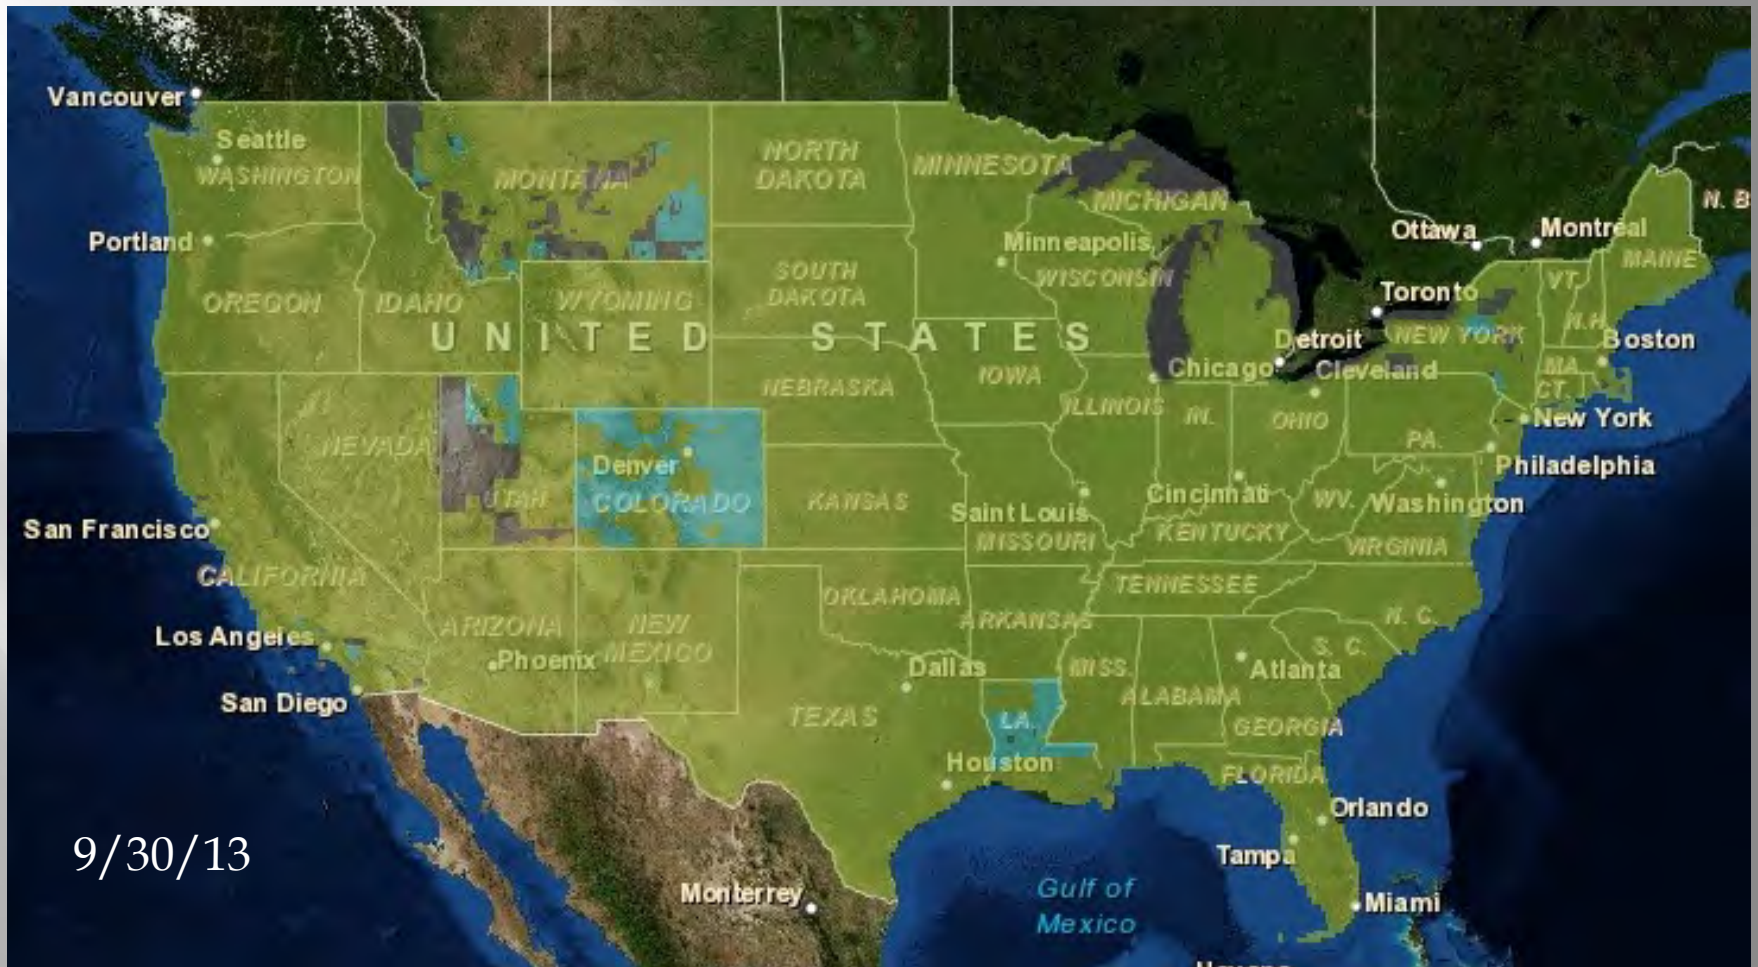 Vancouver
Seattle
WASHINGTON
MONTANA
NORTH
DAKOTA
MINNESOTA
MICHIGAN
N. B
Portland
Minneapolis
Ottawa
Montréal
MAINE
OREGON
IDAHO
WYOMING
SOUTH
DAKOTA
WISCONSIN
Toronto
VT.
N.H.
UNITED STATES
Detroit
NEW YORK
Boston
NEBRASKA
IOWA
Chicago
Cleveland
MA.
CT.
NEVADA
ILLINOIS
IN.
OHIO
PA.
New York
Denver
Philadelphia
UTAH
COLORADO
KANSAS
Saint Louis
Cincinnati
WV.
Washington
San Francisco
MISSOURI
KENTUCKY
VIRGINIA
CALIFORNIA
OKLAHOMA
TENNESSEE
ARKANSAS
N. C.
Los Angeles
ARIZONA
NEW
MEXICO
Phoenix
Dallas
MISS.
Atlanta
S. C.
San Diego
TEXAS
LA.
ALABAMA
GEORGIA
Houston
FLORIDA
Orlando
9/30/13
Tampa
Monterrey
Gulf of
Mexico
Miami